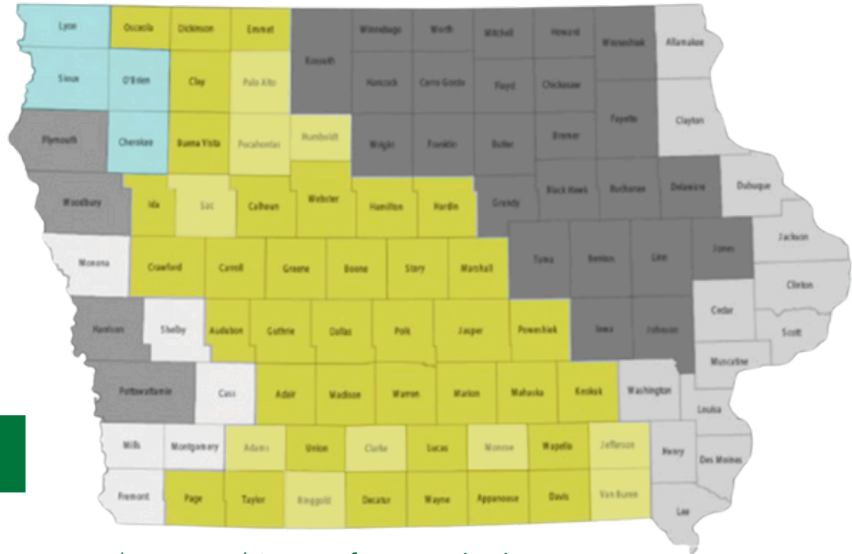 Lyon Osceola Dickinson Emmet Kossuth Winnebago Worth Mitchell Howard Winneshiek Allamakee
Sioux O'Brien Clay Palo Alto Hancock Cerro Gordo Floyd Chickasaw Fayette Clayton
Plymouth Cherokee Buena Vista Pocahontas Humboldt Wright Franklin Butler Bremer
Woodbury Ida Sac Calhoun Webster Hamilton Hardin Grundy Black Hawk Buchanan Delaware Dubuque
Monona Crawford Carroll Greene Boone Story Marshall Tama Benton Linn Jones Jackson
Clinton
Harrison Shelby Audubon Guthrie Dallas Polk Jasper Poweshiek Iowa Johnson Cedar Scott
Muscatine
Pottawattamie Cass Adair Madison Warren Marion Mahaska Keokuk Washington Louisa
Mills Montgomery Adams Union Clarke Lucas Monroe Wapello Jefferson Henry Des Moines
Fremont Page Taylor Ringgold Decatur Wayne Appanoose Davis Van Buren Lee